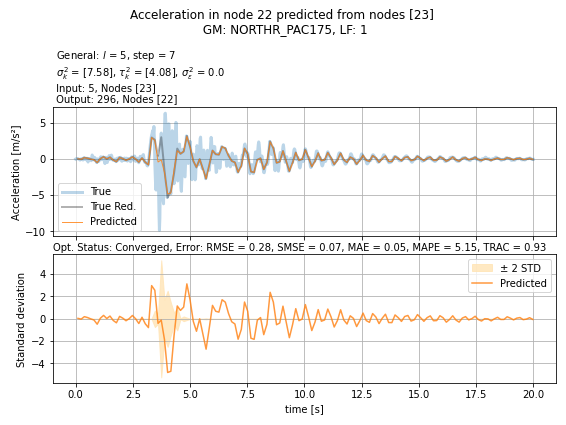 Acceleration in node 22 predicted from nodes [23]
GM: NORTHR_PAC175, LF: 1
General: l = 5, step = 7
σ²ₖ = [7.58], τ²ₖ = [4.08], σ²ₑ = 0.0
Input: 5, Nodes [23]
Output: 296, Nodes [22]
Acceleration [m/s²]
5
0
−5
−10
True
True Red.
Predicted
Opt. Status: Converged, Error: RMSE = 0.28, SMSE = 0.07, MAE = 0.05, MAPE = 5.15, TRAC = 0.93
Standard deviation
4
2
0
−2
−4
± 2 STD
Predicted
0.0 2.5 5.0 7.5 10.0 12.5 15.0 17.5 20.0
time [s]